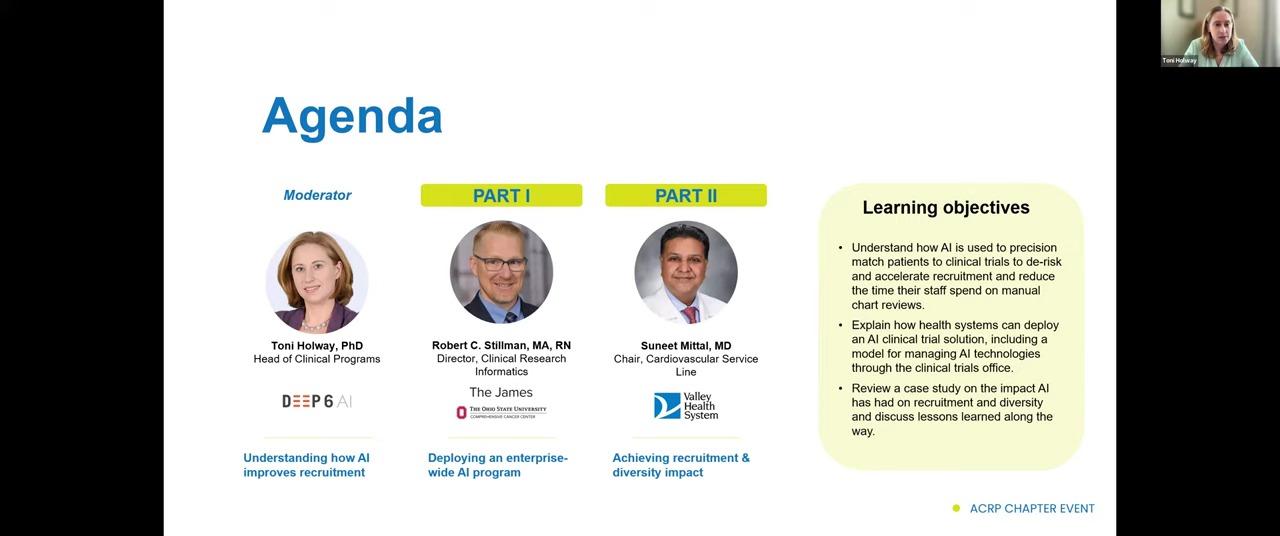 Toni Holway
Agenda
Moderator
Toni Holway, PhD
Head of Clinical Programs
DEEP 6 AI
Understanding how AI
improves recruitment
PART I
Robert C. Stillman, MA, RN
Director, Clinical Research
Informatics
The James
THE OHIO STATE UNIVERSITY
COMPREHENSIVE CANCER CENTER
Deploying an enterprise-
wide AI program
PART II
Suneet Mittal, MD
Chair, Cardiovascular Service
Line
Valley
Health
System
Achieving recruitment &
diversity impact
Learning objectives
• Understand how AI is used to precision
match patients to clinical trials to de-risk
and accelerate recruitment and reduce
the time their staff spend on manual
chart reviews.
• Explain how health systems can deploy
an AI clinical trial solution, including a
model for managing AI technologies
through the clinical trials office.
• Review a case study on the impact AI
has had on recruitment and diversity
and discuss lessons learned along the
way.
ACRP CHAPTER EVENT